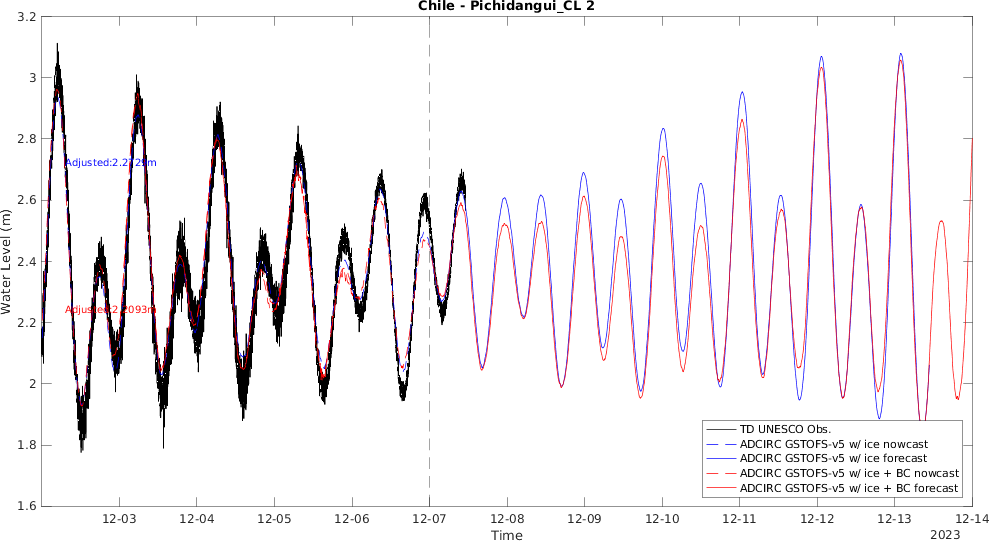 Chile - Pichidangui_CL 2
3.2
3
2.8
2.6
2.4
2.2
2
1.8
1.6
Water Level (m)
Adjusted:2.2129m
Adjusted:2.2093m
TD UNESCO Obs.
ADCIRC GSTOFS-v5 w/ ice nowcast
ADCIRC GSTOFS-v5 w/ ice forecast
ADCIRC GSTOFS-v5 w/ ice + BC nowcast
ADCIRC GSTOFS-v5 w/ ice + BC forecast
12-03 12-04 12-05 12-06 12-07 12-08 12-09 12-10 12-11 12-12 12-13 12-14
Time
2023